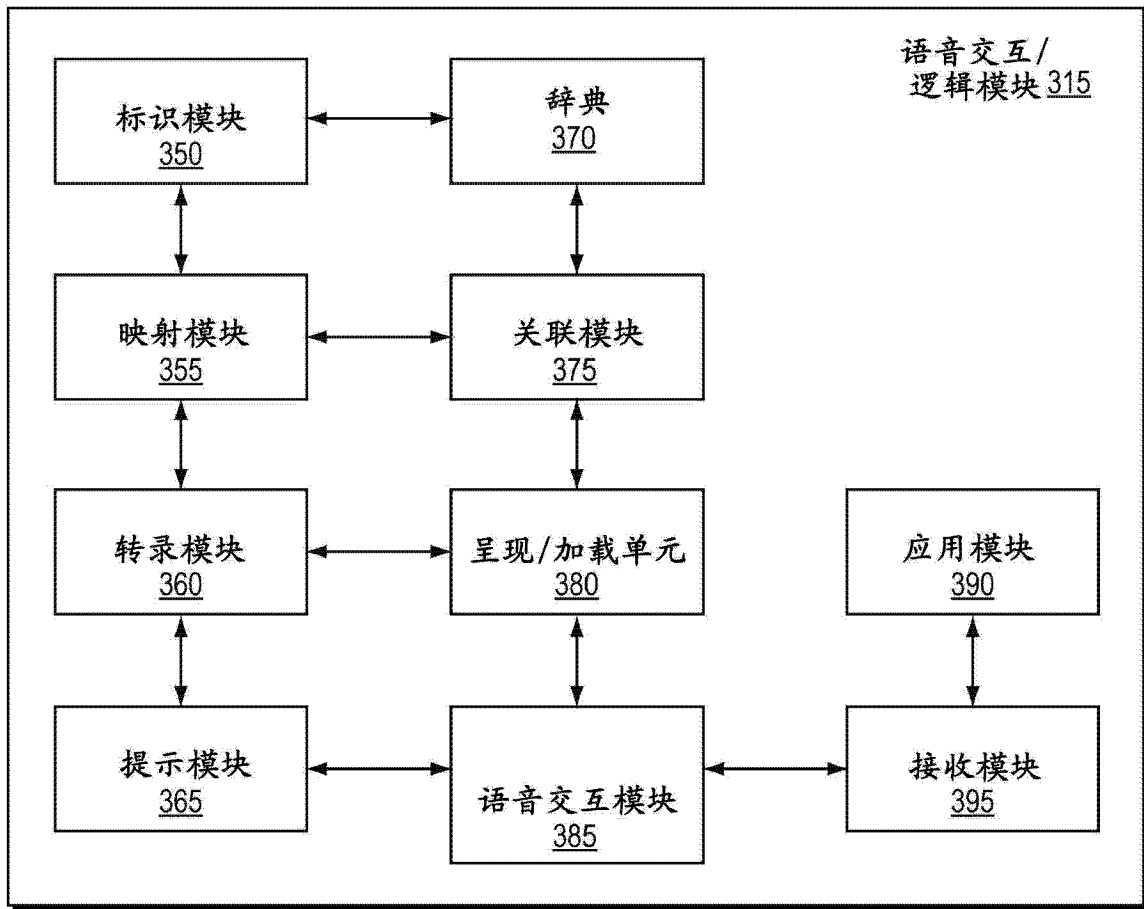 语音交互/
逻辑模块 315
标识模块
350
辞典
370
映射模块
355
关联模块
375
转录模块
360
呈现/加载单元
380
应用模块
390
提示模块
365
语音交互模块
385
接收模块
395